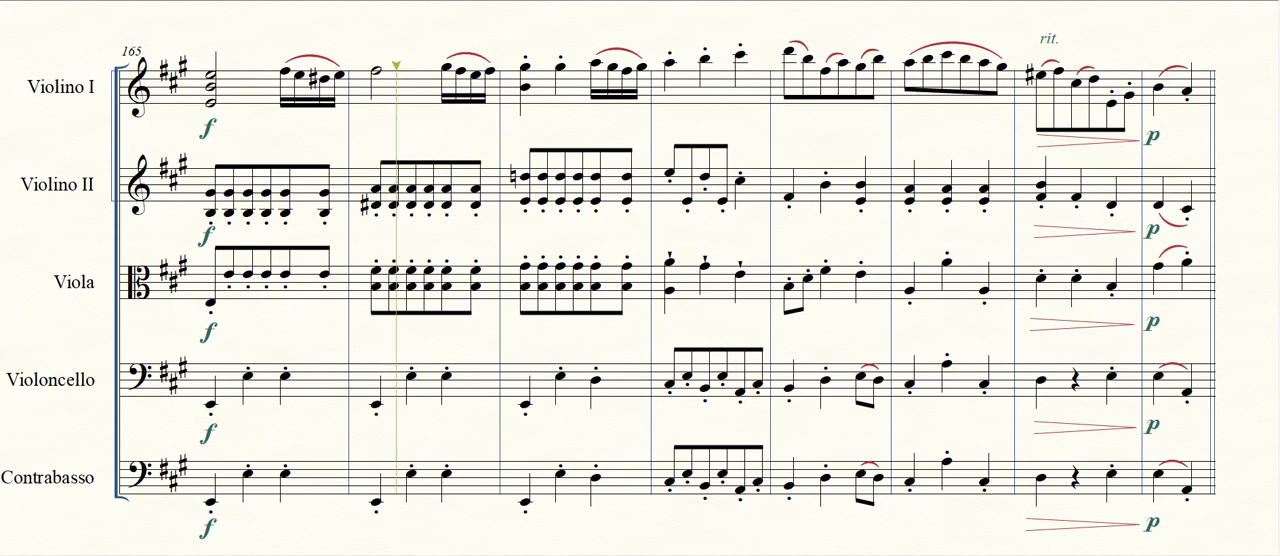 165
rit.
Violino I
f
p
Violino II
f
p
Viola
f
p
Violoncello
f
p
Contrabasso
f
p